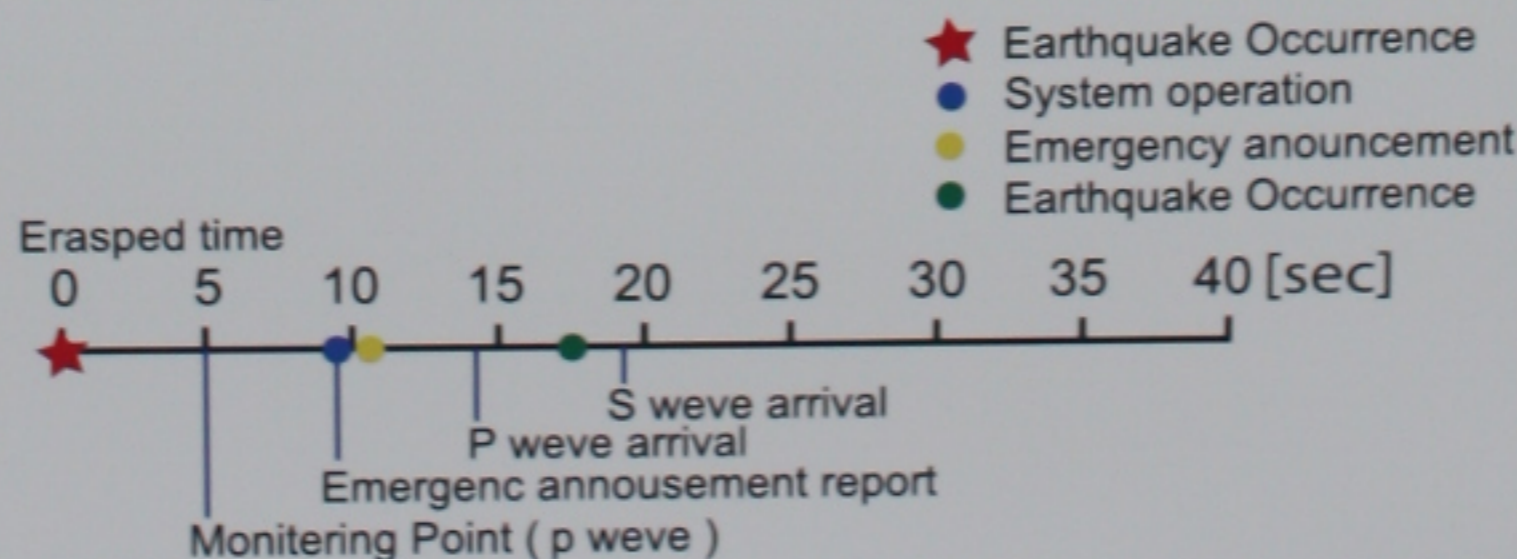 Earthquake Occurrence
System operation
Emergency anouncement
Earthquake Occurrence
Erasped time
0 5 10 15 20 25 30 35 40 [sec]
S weve arrival
P weve arrival
Emergenc annousement report
Monitering Point ( p weve )